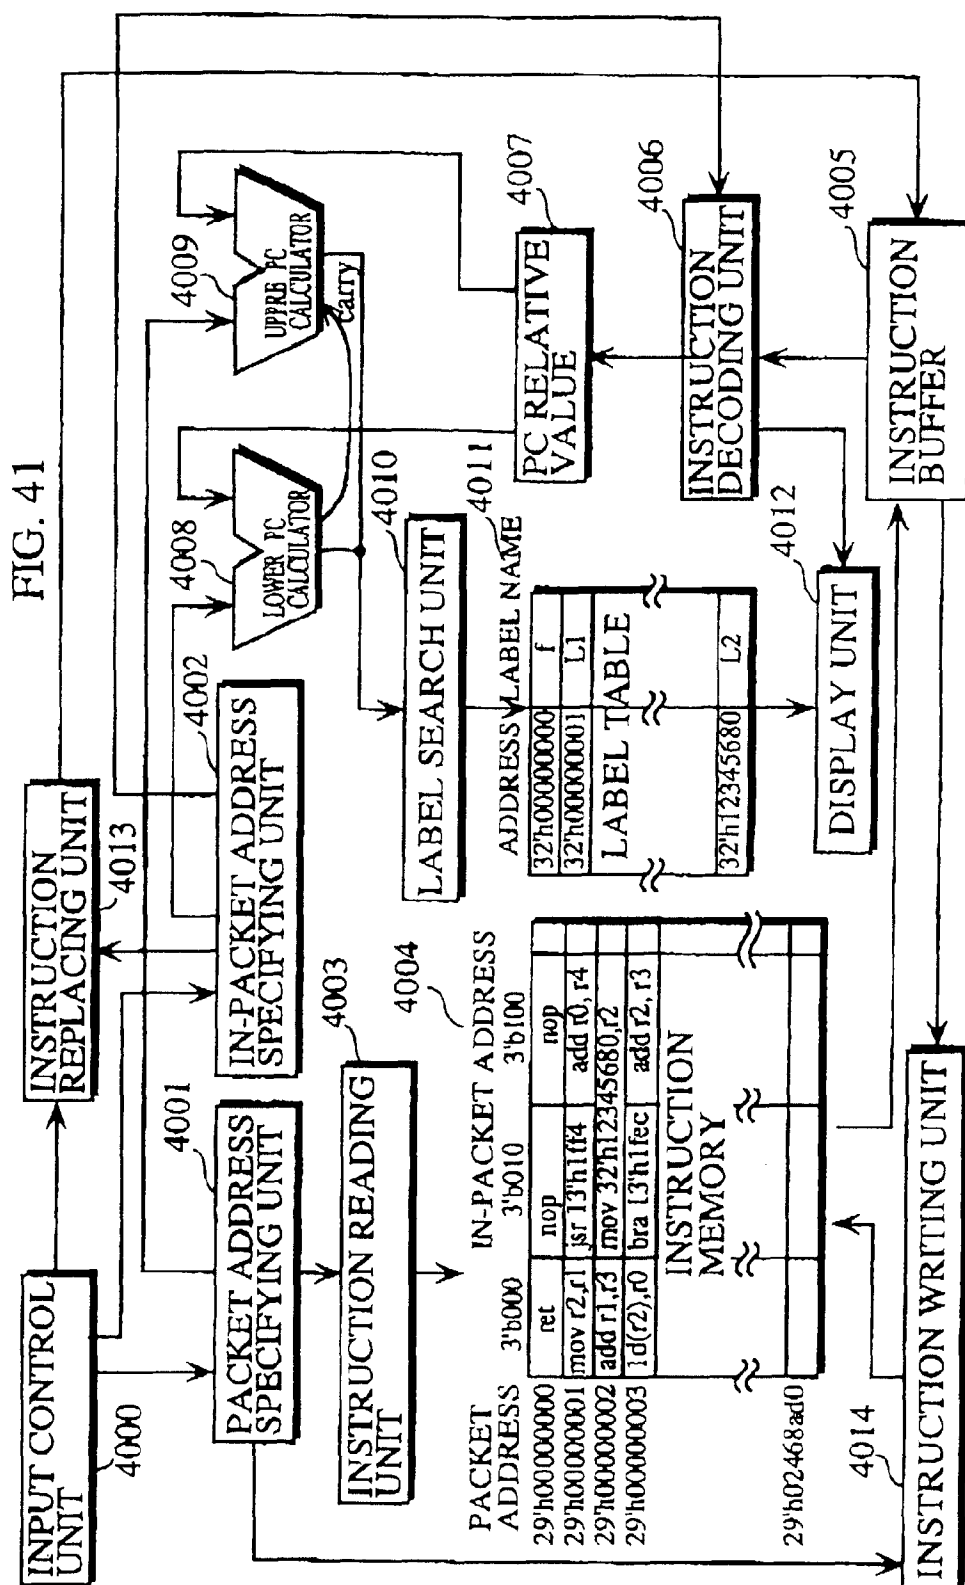 FIG. 41
INPUT CONTROL
UNIT
4000
INSTRUCTION
REPLACING UNIT
4013
PACKET ADDRESS
SPECIFYING UNIT
4001
IN-PACKET ADDRESS
SPECIFYING UNIT
4002
INSTRUCTION READING
UNIT
4003
4008
LOWER PC
CALCULATOR
4009
UPPRE PC
CALCULATOR
Carry
LABEL SEARCH UNIT
4010
PC RELATIVE
VALUE
4007
INSTRUCTION
DECODING UNIT
4006
INSTRUCTION
BUFFER
4005
PACKET
ADDRESS
IN-PACKET ADDRESS
4004
3'b000 3'b010 3'b100
29'h00000000 ret nop nop
29'h00000001 mov r2,r1 jsr 13'h1ff4 add r0, r4
29'h00000002 add r1,r3 mov 32'h12345680,r2
29'h00000003 ld(r2),r0 bra 13'h1fec add r2, r3
INSTRUCTION
MEMORY
29'h02468ad0
ADDRESS LABEL NAME
4011
32'h00000000 f
32'h00000001 L1
LABEL TABLE
32'h12345680 L2
DISPLAY UNIT
4012
INSTRUCTION WRITING UNIT
4014